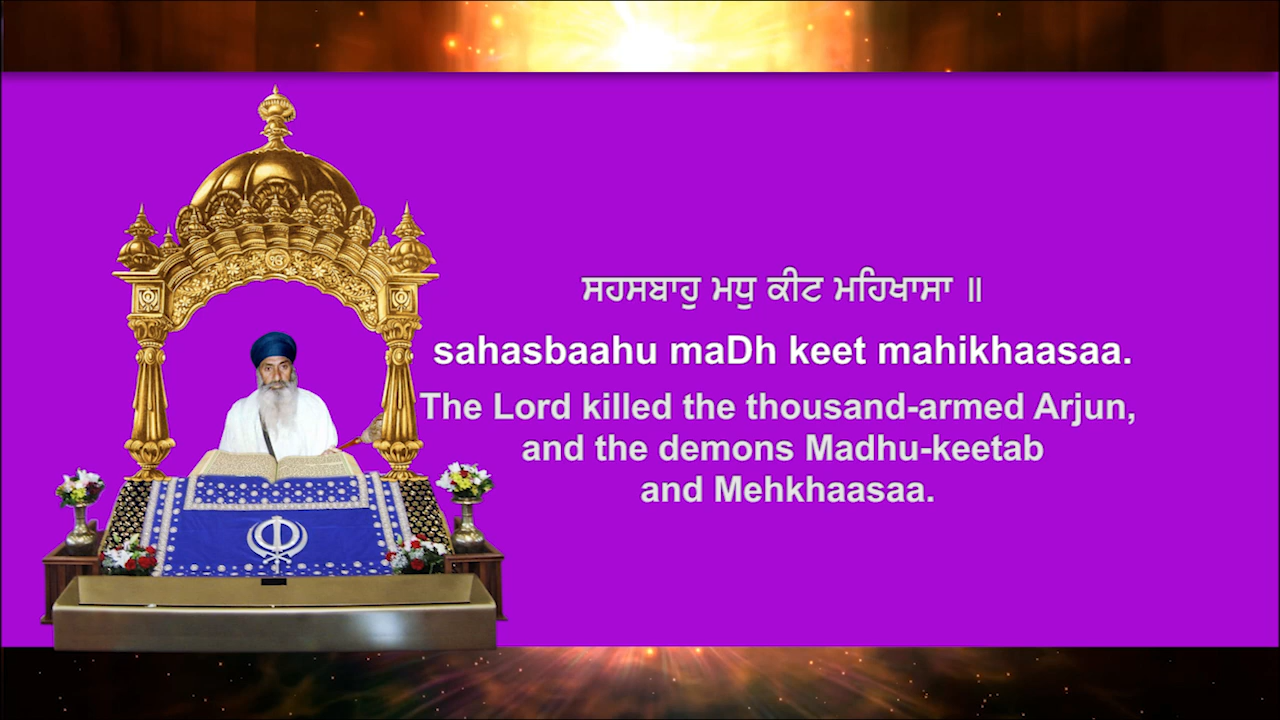 ਸਹਸਬਾਹੁ ਮਧੁ ਕੀਟ ਮਹਿਖਾਸਾ ॥
sahasbaahu maDh keet mahikhaasaa.
The Lord killed the thousand-armed Arjun,
and the demons Madhu-keetab
and Mehkhaasaa.